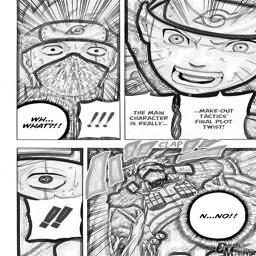 WH...
WHAT?!!
!!!
THE MAIN
CHARACTER
IS REALLY...
...MAKE-OUT
TACTICS'
FINAL PLOT
TWIST!
!!
CLAP
N...NO!!